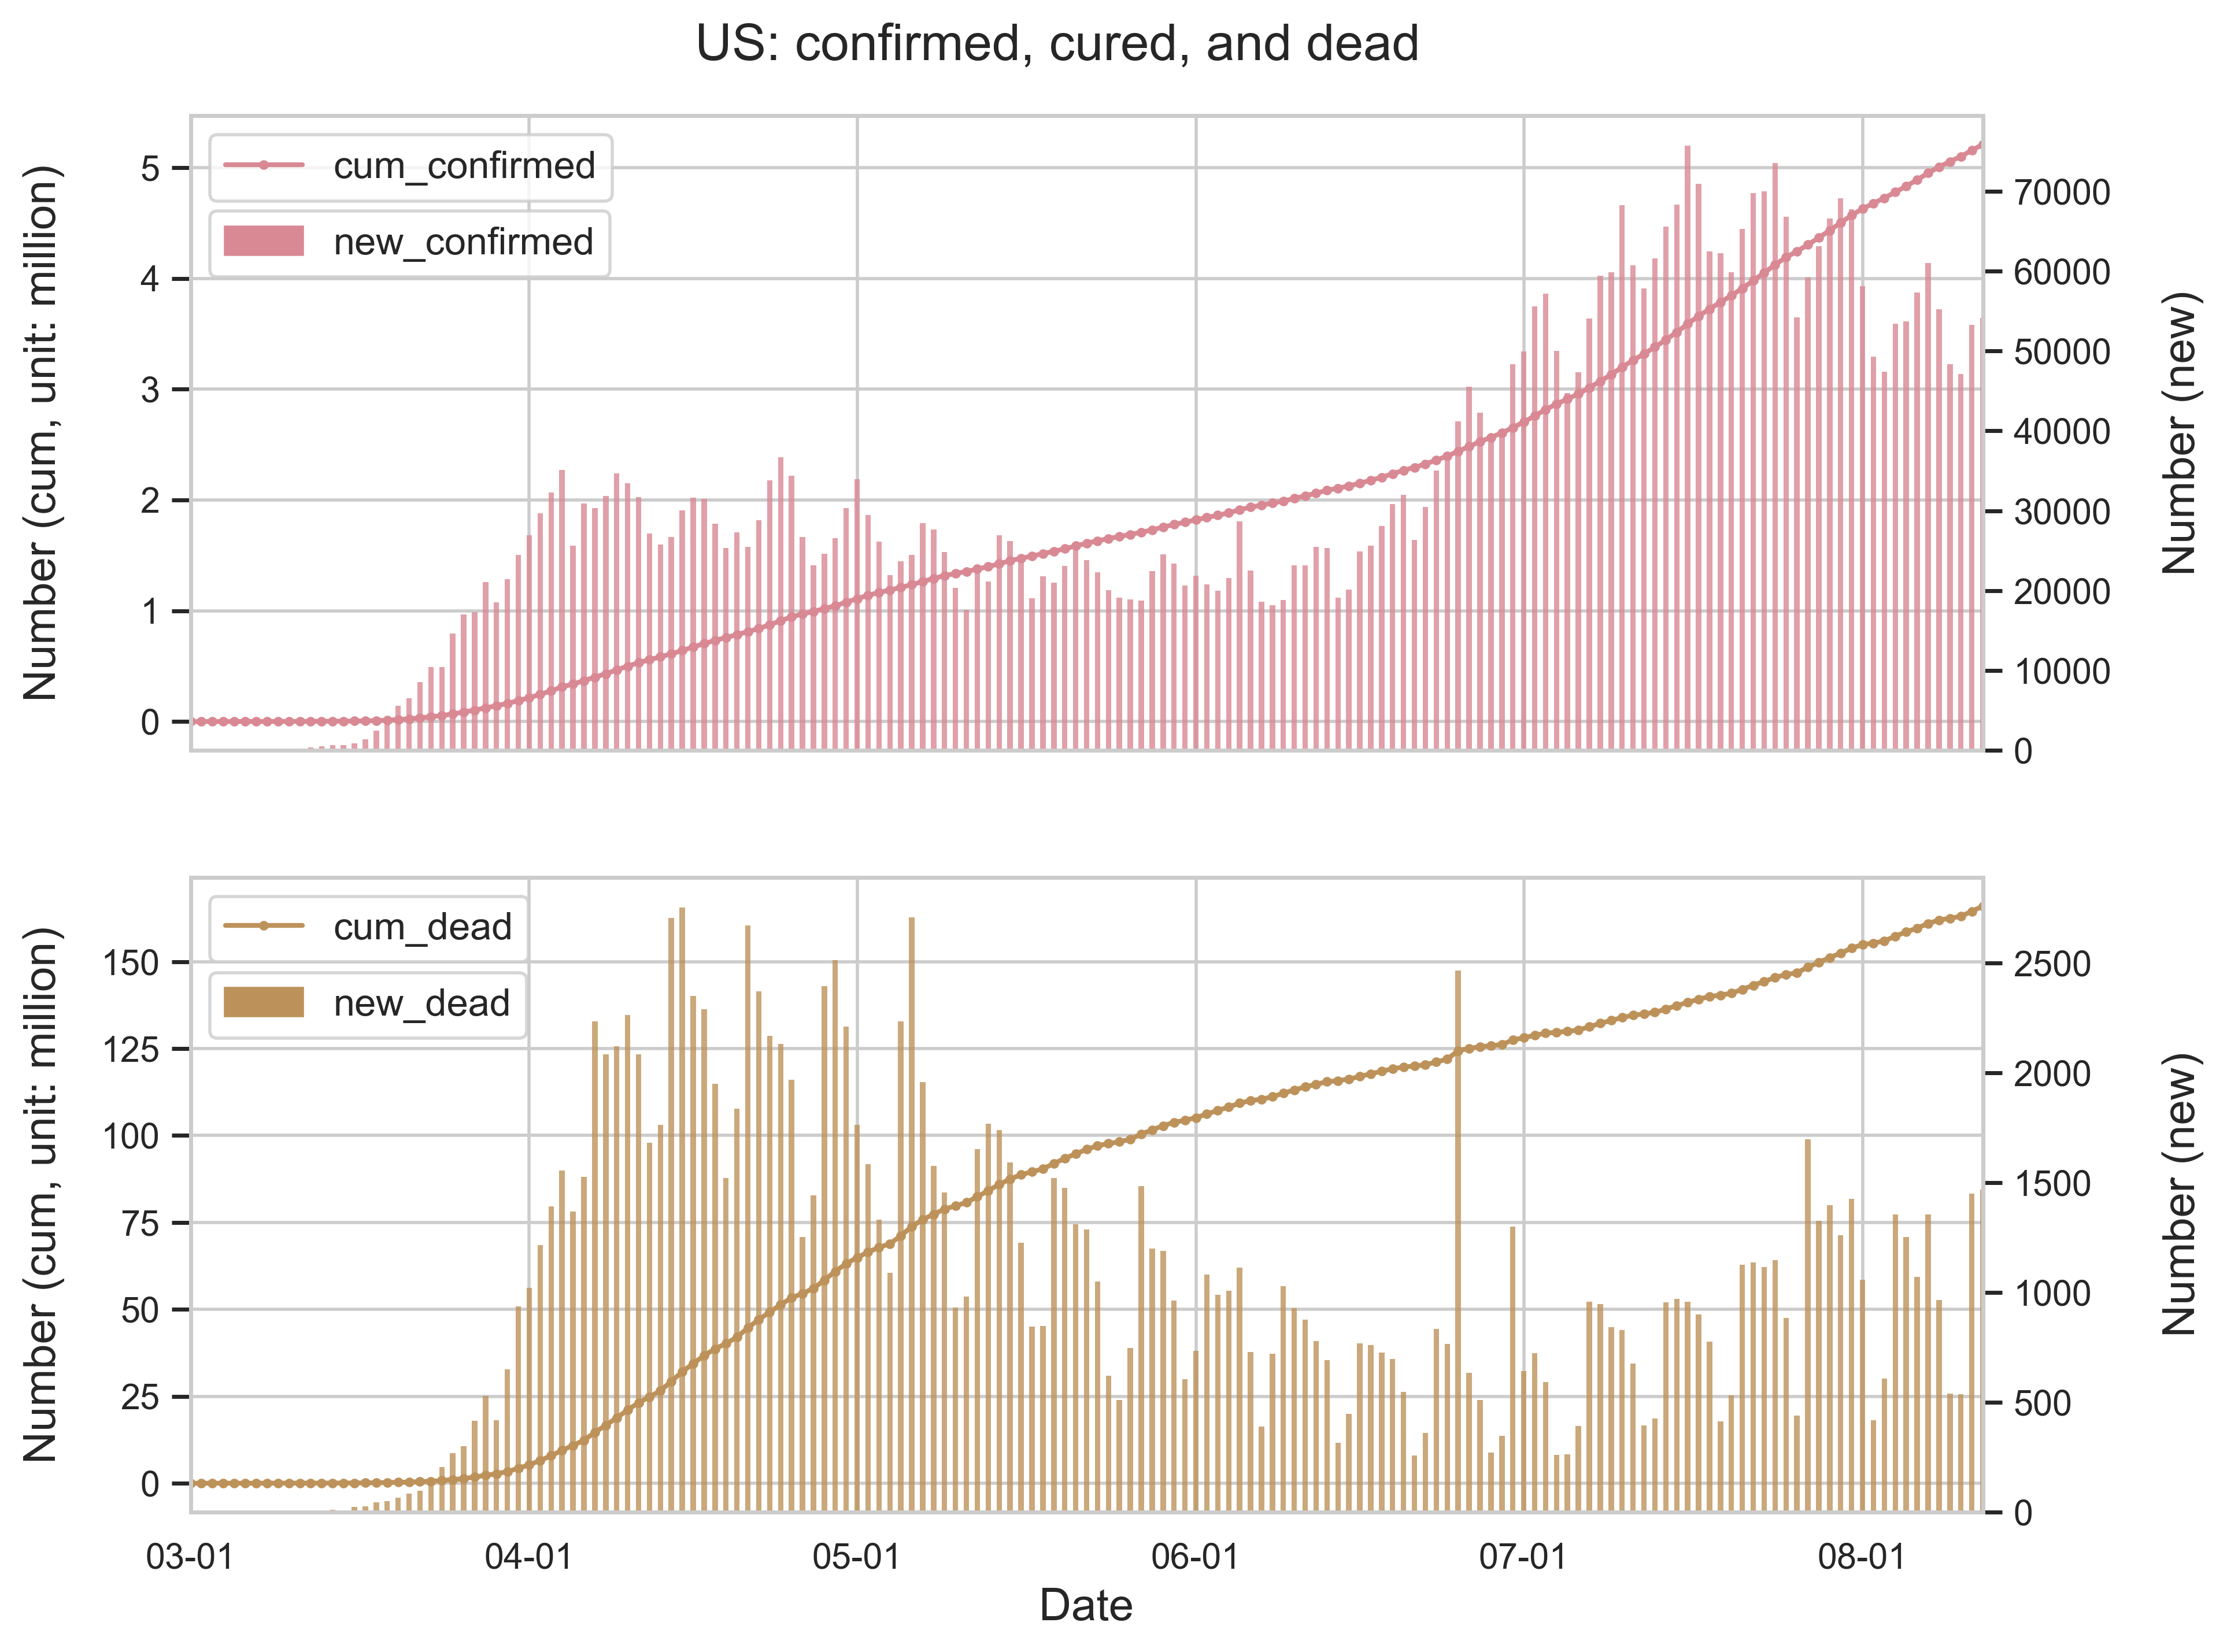 US: confirmed, cured, and dead
Number (cum, unit: million)
5
4
3
2
1
0
cum_confirmed
new_confirmed
70000
60000
50000
40000
30000
20000
10000
0
Number (new)
Number (cum, unit: million)
150
125
100
75
50
25
0
cum_dead
new_dead
2500
2000
1500
1000
500
0
Number (new)
03-01 04-01 05-01 06-01 07-01 08-01
Date